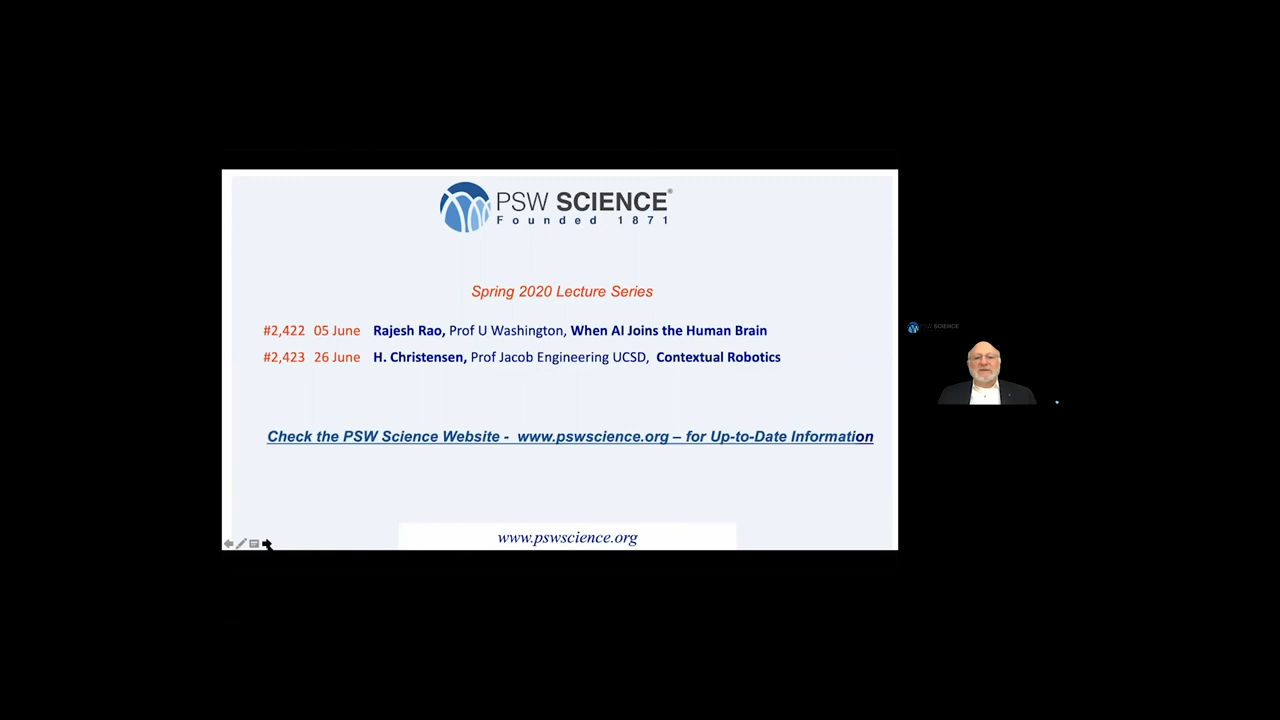 PSW SCIENCE®
Founded 1871
Spring 2020 Lecture Series
#2,422 05 June Rajesh Rao, Prof U Washington, When AI Joins the Human Brain
#2,423 26 June H. Christensen, Prof Jacob Engineering UCSD, Contextual Robotics
Check the PSW Science Website - www.pswscience.org – for Up-to-Date Information
www.pswscience.org
PSW SCIENCE